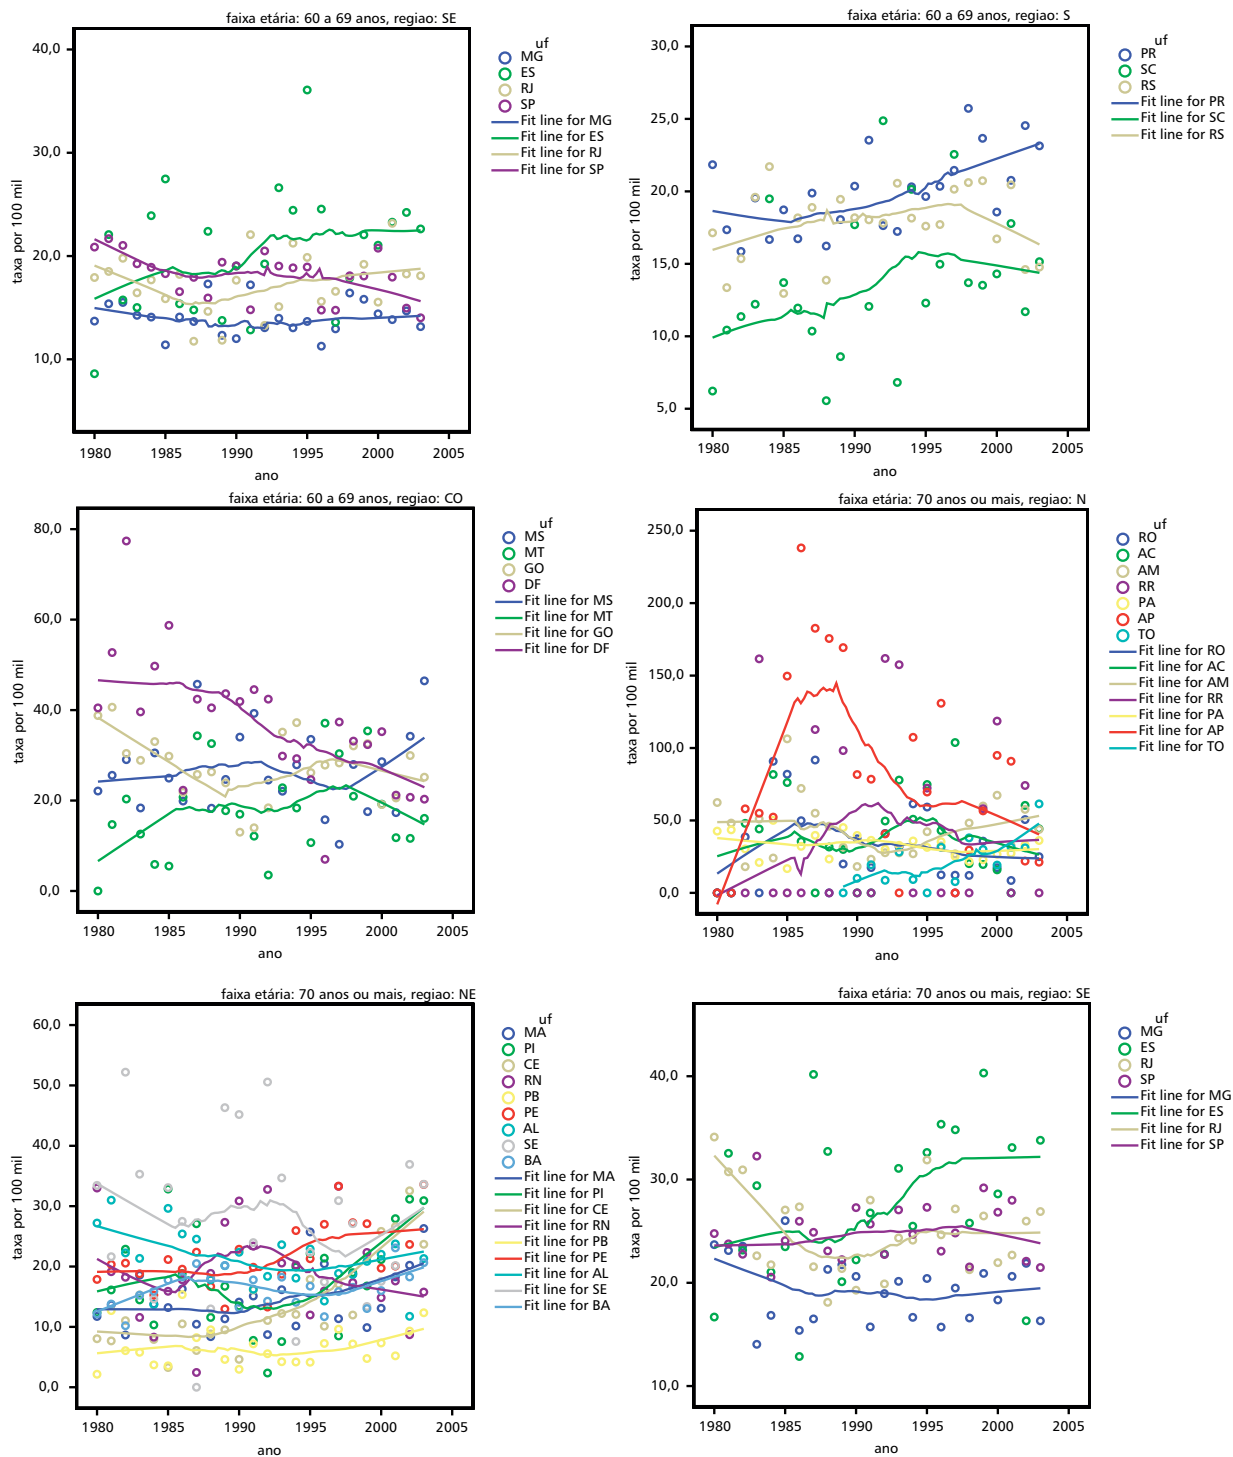 faixa etária: 60 a 69 anos, regiao: SE
40,0
30,0
20,0
10,0
taxa por 100 mil
1980 1985 1990 1995 2000 2005
ano
uf
MG
ES
RJ
SP
Fit line for MG
Fit line for ES
Fit line for RJ
Fit line for SP
faixa etária: 60 a 69 anos, regiao: S
30,0
25,0
20,0
15,0
10,0
5,0
taxa por 100 mil
1980 1985 1990 1995 2000 2005
ano
uf
PR
SC
RS
Fit line for PR
Fit line for SC
Fit line for RS
faixa etária: 60 a 69 anos, regiao: CO
80,0
60,0
40,0
20,0
0,0
taxa por 100 mil
1980 1985 1990 1995 2000 2005
ano
uf
MS
MT
GO
DF
Fit line for MS
Fit line for MT
Fit line for GO
Fit line for DF
faixa etária: 70 anos ou mais, regiao: N
250,0
200,0
150,0
100,0
50,0
0,0
taxa por 100 mil
1980 1985 1990 1995 2000 2005
ano
uf
RO
AC
AM
RR
PA
AP
TO
Fit line for RO
Fit line for AC
Fit line for AM
Fit line for RR
Fit line for PA
Fit line for AP
Fit line for TO
faixa etária: 70 anos ou mais, regiao: NE
60,0
50,0
40,0
30,0
20,0
10,0
0,0
taxa por 100 mil
1980 1985 1990 1995 2000 2005
ano
uf
MA
PI
CE
RN
PB
PE
AL
SE
BA
Fit line for MA
Fit line for PI
Fit line for CE
Fit line for RN
Fit line for PB
Fit line for PE
Fit line for AL
Fit line for SE
Fit line for BA
faixa etária: 70 anos ou mais, regiao: SE
40,0
30,0
20,0
10,0
taxa por 100 mil
1980 1985 1990 1995 2000 2005
ano
uf
MG
ES
RJ
SP
Fit line for MG
Fit line for ES
Fit line for RJ
Fit line for SP